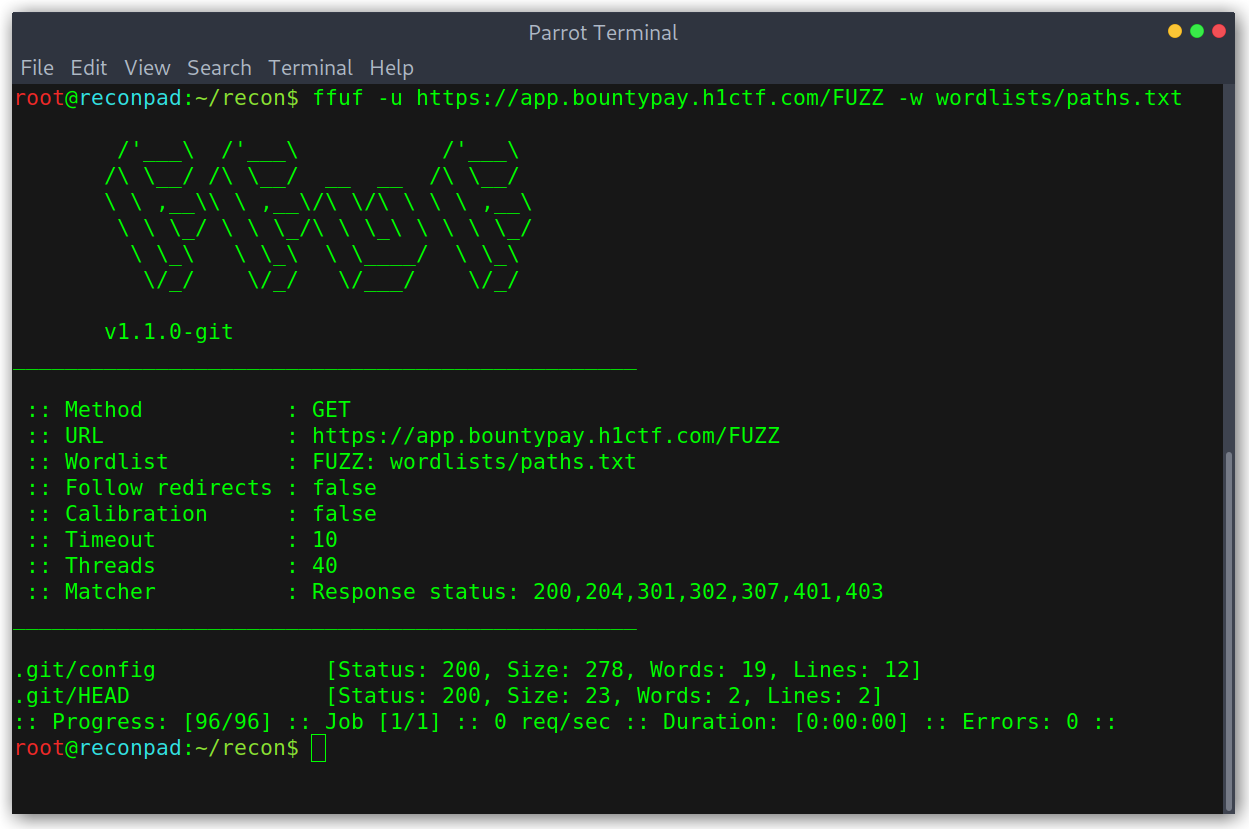 Parrot Terminal
File Edit View Search Terminal Help
root@reconpad:~/recon$ ffuf -u https://app.bountypay.h1ctf.com/FUZZ -w wordlists/paths.txt
        /'___\  /'___\           /'___\
       /\ \__/ /\ \__/  __  __  /\ \__/
       \ \ ,__\\ \ ,__\/\ \/\ \ \ \ ,__\
        \ \ \_/ \ \ \_/\ \ \_\ \ \ \ \_/
         \ \_\   \ \_\  \ \____/  \ \_\
          \/_/    \/_/   \/___/    \/_/
v1.1.0-git
________________________________________________
:: Method : GET
:: URL : https://app.bountypay.h1ctf.com/FUZZ
:: Wordlist : FUZZ: wordlists/paths.txt
:: Follow redirects : false
:: Calibration : false
:: Timeout : 10
:: Threads : 40
:: Matcher : Response status: 200,204,301,302,307,401,403
________________________________________________
.git/config [Status: 200, Size: 278, Words: 19, Lines: 12]
.git/HEAD [Status: 200, Size: 23, Words: 2, Lines: 2]
:: Progress: [96/96] :: Job [1/1] :: 0 req/sec :: Duration: [0:00:00] :: Errors: 0 ::
root@reconpad:~/recon$